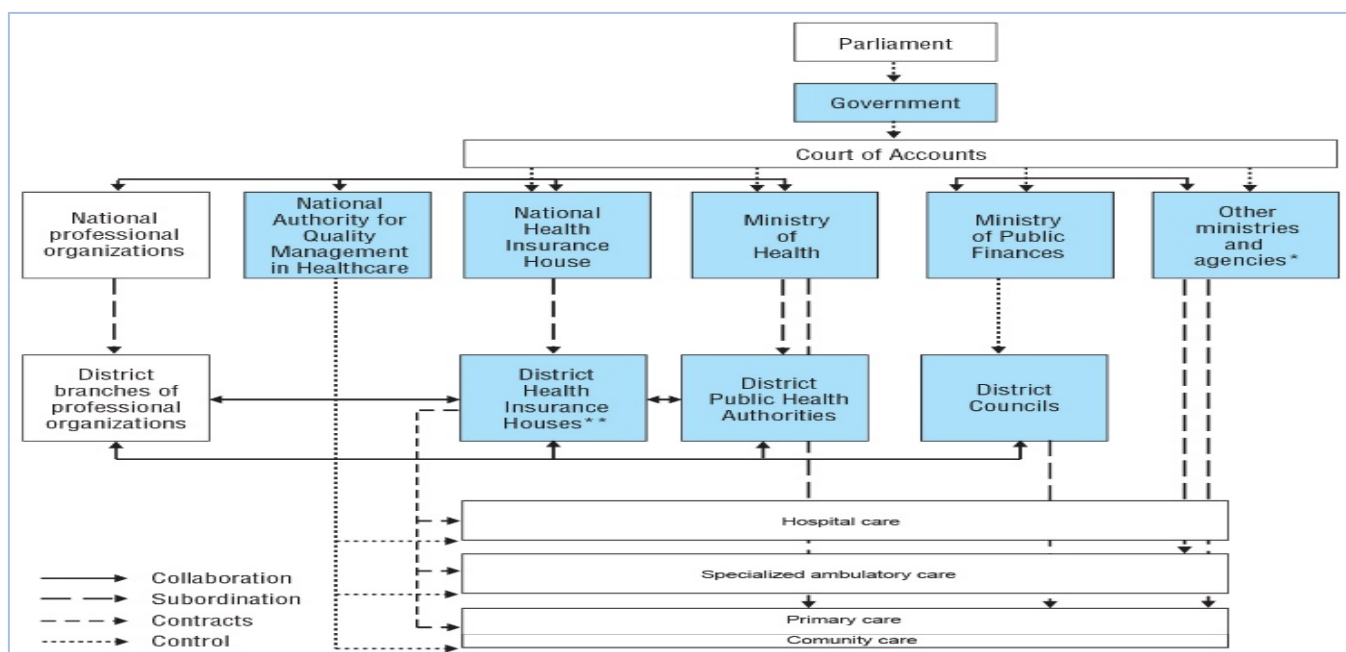 Parliament
Government
Court of Accounts
National
professional
organizations
National
Authority for
Quality
Management
in Healthcare
National
Health
Insurance
House
Ministry
of
Health
Ministry
of Public
Finances
Other
ministries
and
agencies*
District
branches of
professional
organizations
District
Health
Insurance
Houses**
District
Public Health
Authorities
District
Councils
Hospital care
Specialized ambulatory care
Primary care
Comunity care
Collaboration
Subordination
Contracts
Control